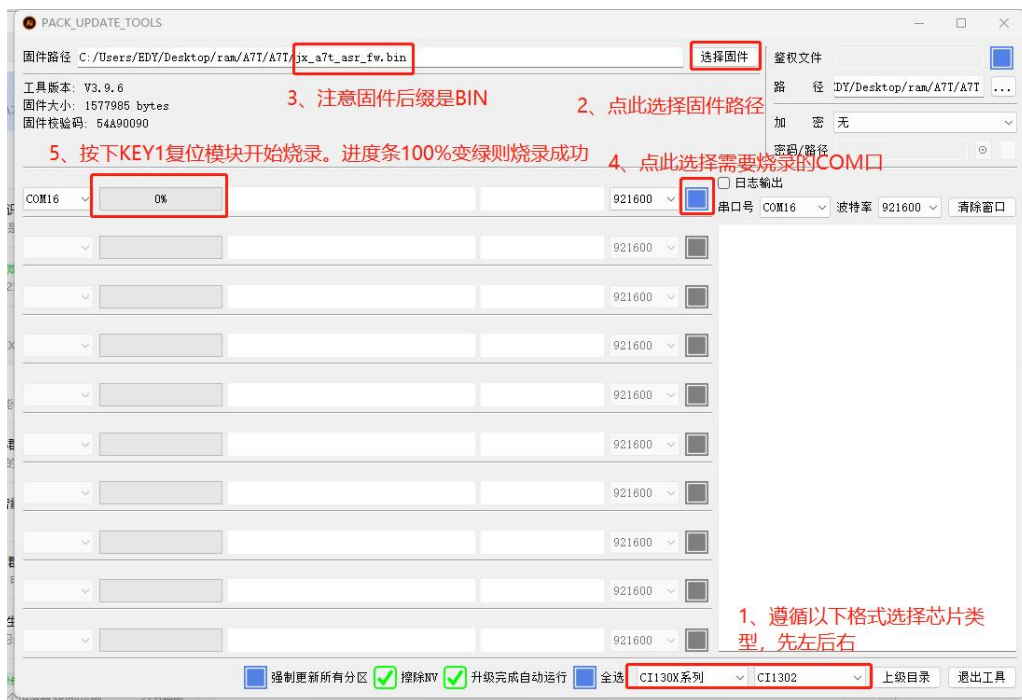 PACK_UPDATE_TOOLS
固件路径 C:/Users/EDY/Desktop/ram/A7T/A7T/jx_a7t_asr_fw.bin 选择固件 鉴权文件
工具版本: V3.9.6
固件大小: 1577985 bytes
固件校验码: 54A90090
3、注意固件后缀是BIN
2、点此选择固件路径
路 径 DY/Desktop/ram/A7T/A7T ...
加 密 无
密码/路径
5、按下KEY1复位模块开始烧录。进度条100%变绿则烧录成功
4、点此选择需要烧录的COM口
日志输出
COM16 0% 921600
串口号 COM16 波特率 921600 清除窗口
921600
921600
921600
921600
921600
921600
921600
921600
921600
1、遵循以下格式选择芯片类
型，先左后右
强制更新所有分区 擦除NV 升级完成自动运行 全选 CI130X系列 CI1302 上级目录 退出工具